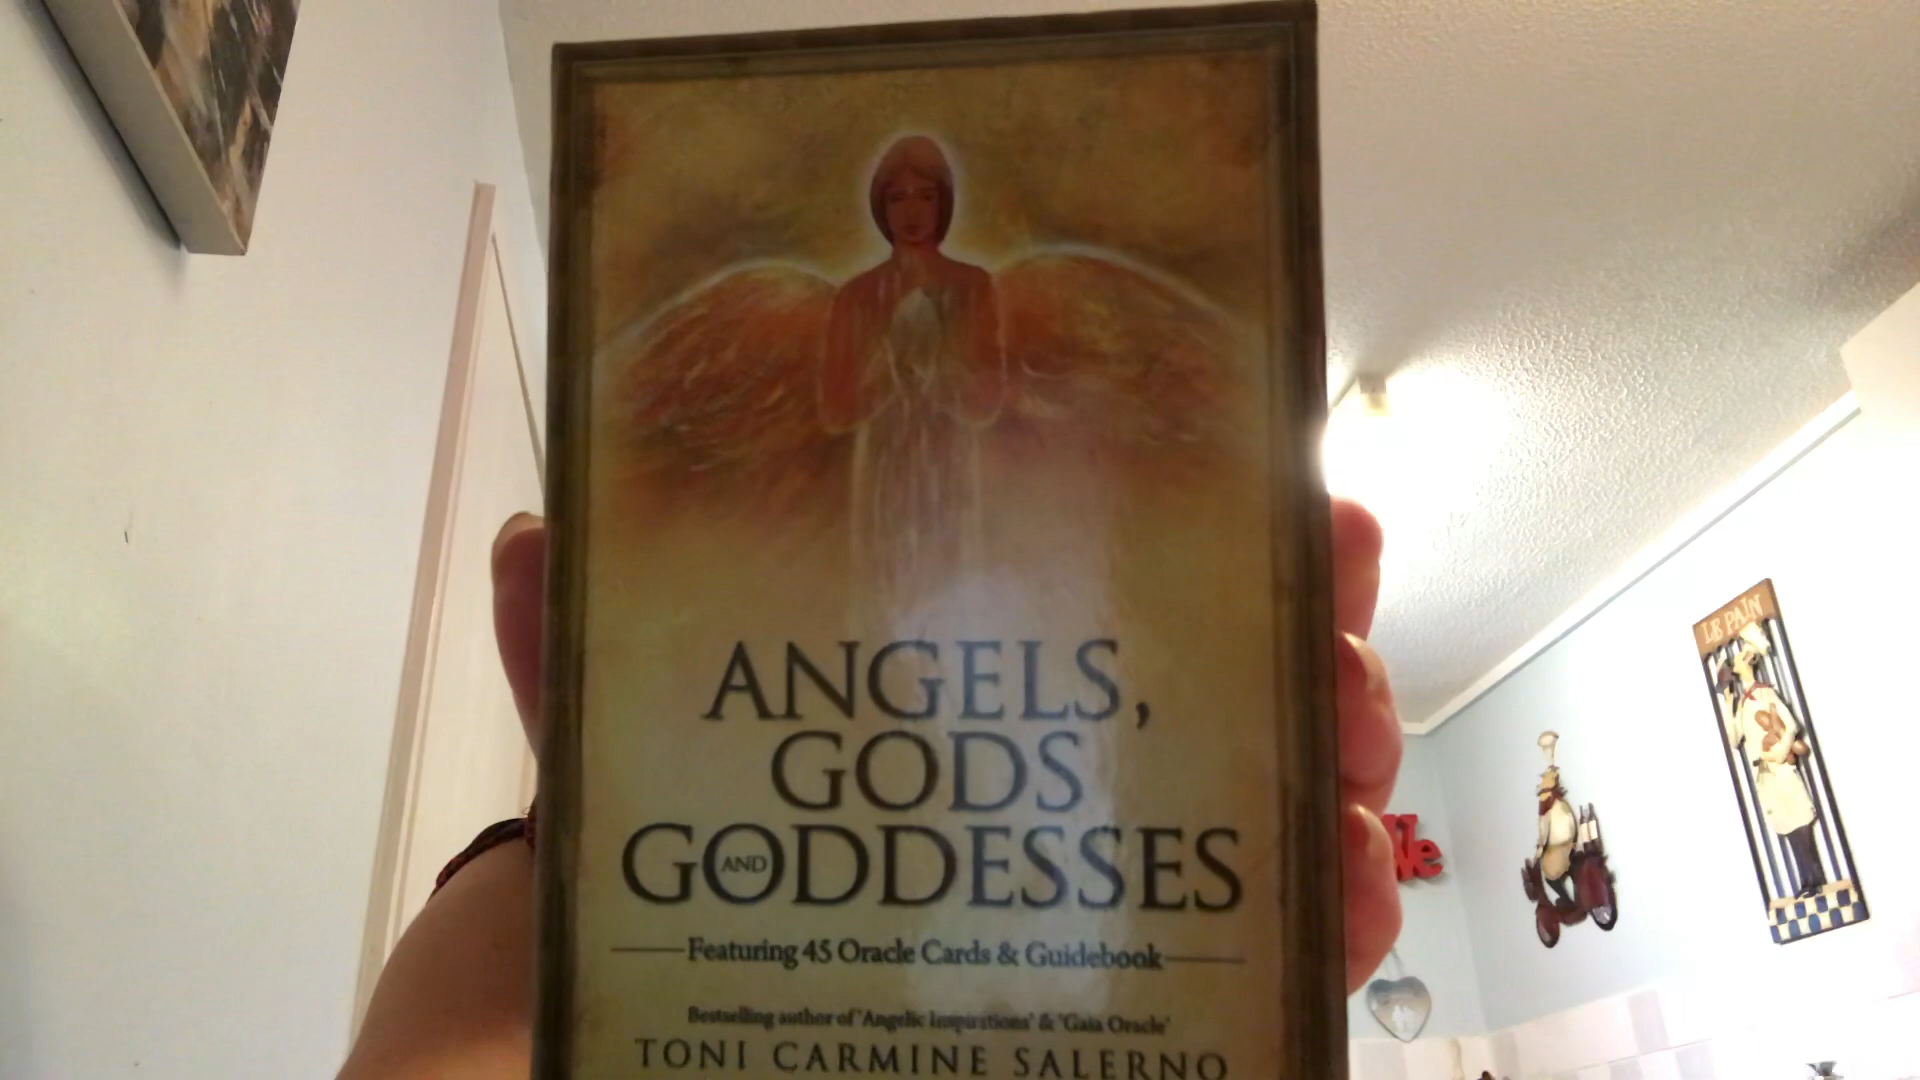 ANGELS,
GODS
AND
GODDESSES
Featuring 45 Oracle Cards & Guidebook
Bestselling author of 'Angelic Inspirations' & 'Gaia Oracle'
TONI CARMINE SALERNO
LE PAIN